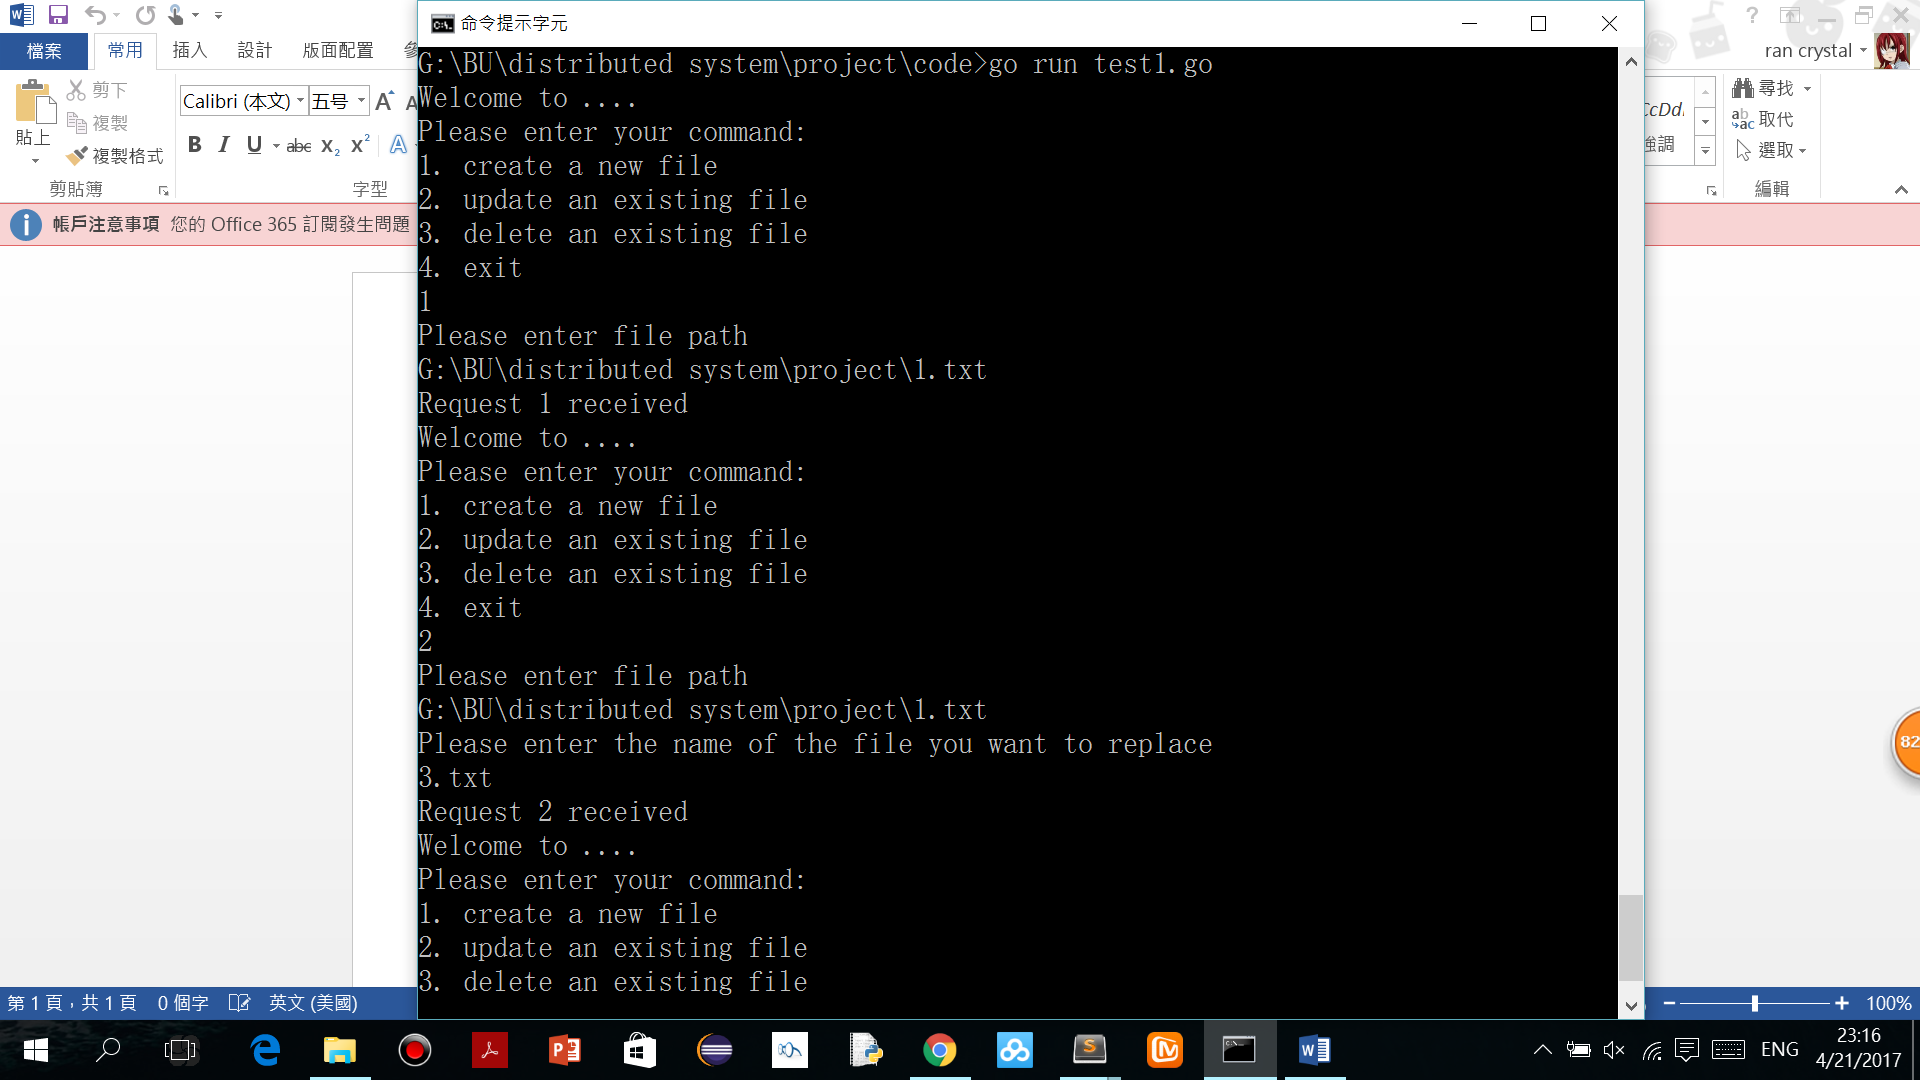 命令提示字元
ran crystal
檔案
常用
插入
設計
版面配置
Calibri (本文)
五号
剪下
複製
複製格式
貼上
剪貼簿
字型
尋找
取代
選取
強調
編輯
帳戶注意事項 您的 Office 365 訂閱發生問題
G:\BU\distributed system\project\code>go run test1.go
Welcome to ....
Please enter your command:
1. create a new file
2. update an existing file
3. delete an existing file
4. exit
1
Please enter file path
G:\BU\distributed system\project\1.txt
Request 1 received
Welcome to ....
Please enter your command:
1. create a new file
2. update an existing file
3. delete an existing file
4. exit
2
Please enter file path
G:\BU\distributed system\project\1.txt
Please enter the name of the file you want to replace
3.txt
Request 2 received
Welcome to ....
Please enter your command:
1. create a new file
2. update an existing file
3. delete an existing file
82
第 1 頁，共 1 頁 0 個字 英文 (美國)
100%
ENG
23:16
4/21/2017